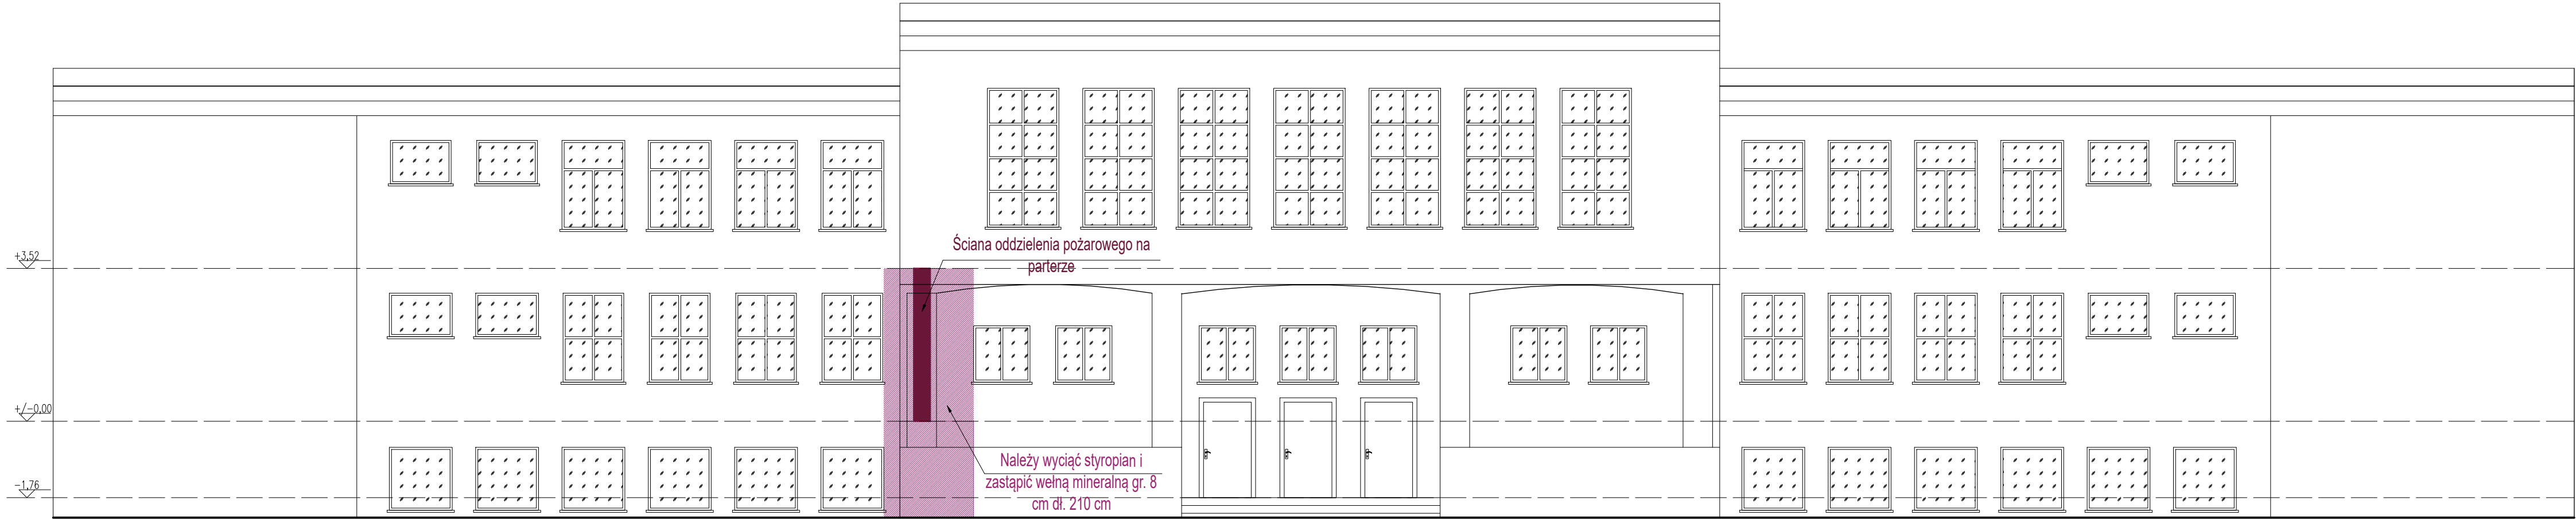 Ściana oddzielenia pożarowego na
parterze
+3,52
+/-0,00
Należy wyciąć styropian i
zastąpić wełną mineralną gr. 8
cm dł. 210 cm
-1,76